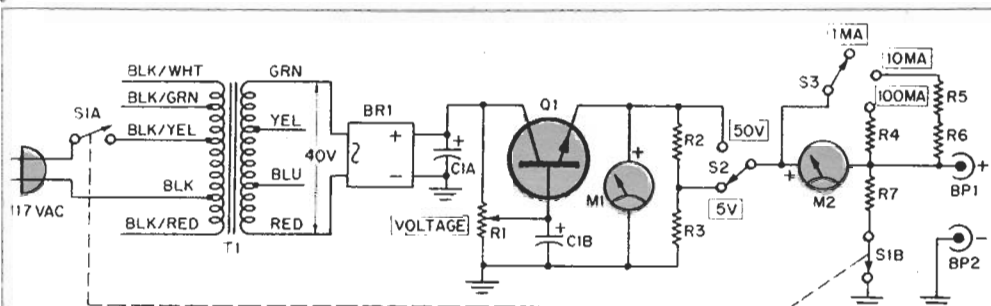 BLK/WHT
GRN
1MA
10MA
BLK/GRN
S1A
Q1
S3
BR1
100MA
R5
BLK/YEL
YEL
+
+
50V
R2
R4
R6
40V
C1A
S2
+
-
M1
+
+
BLK
BLU
M2
BP1
5V
R7
117 VAC
VOLTAGE
+
R3
BLK/RED
RED
R1
C1B
S1B
-
T1
BP2